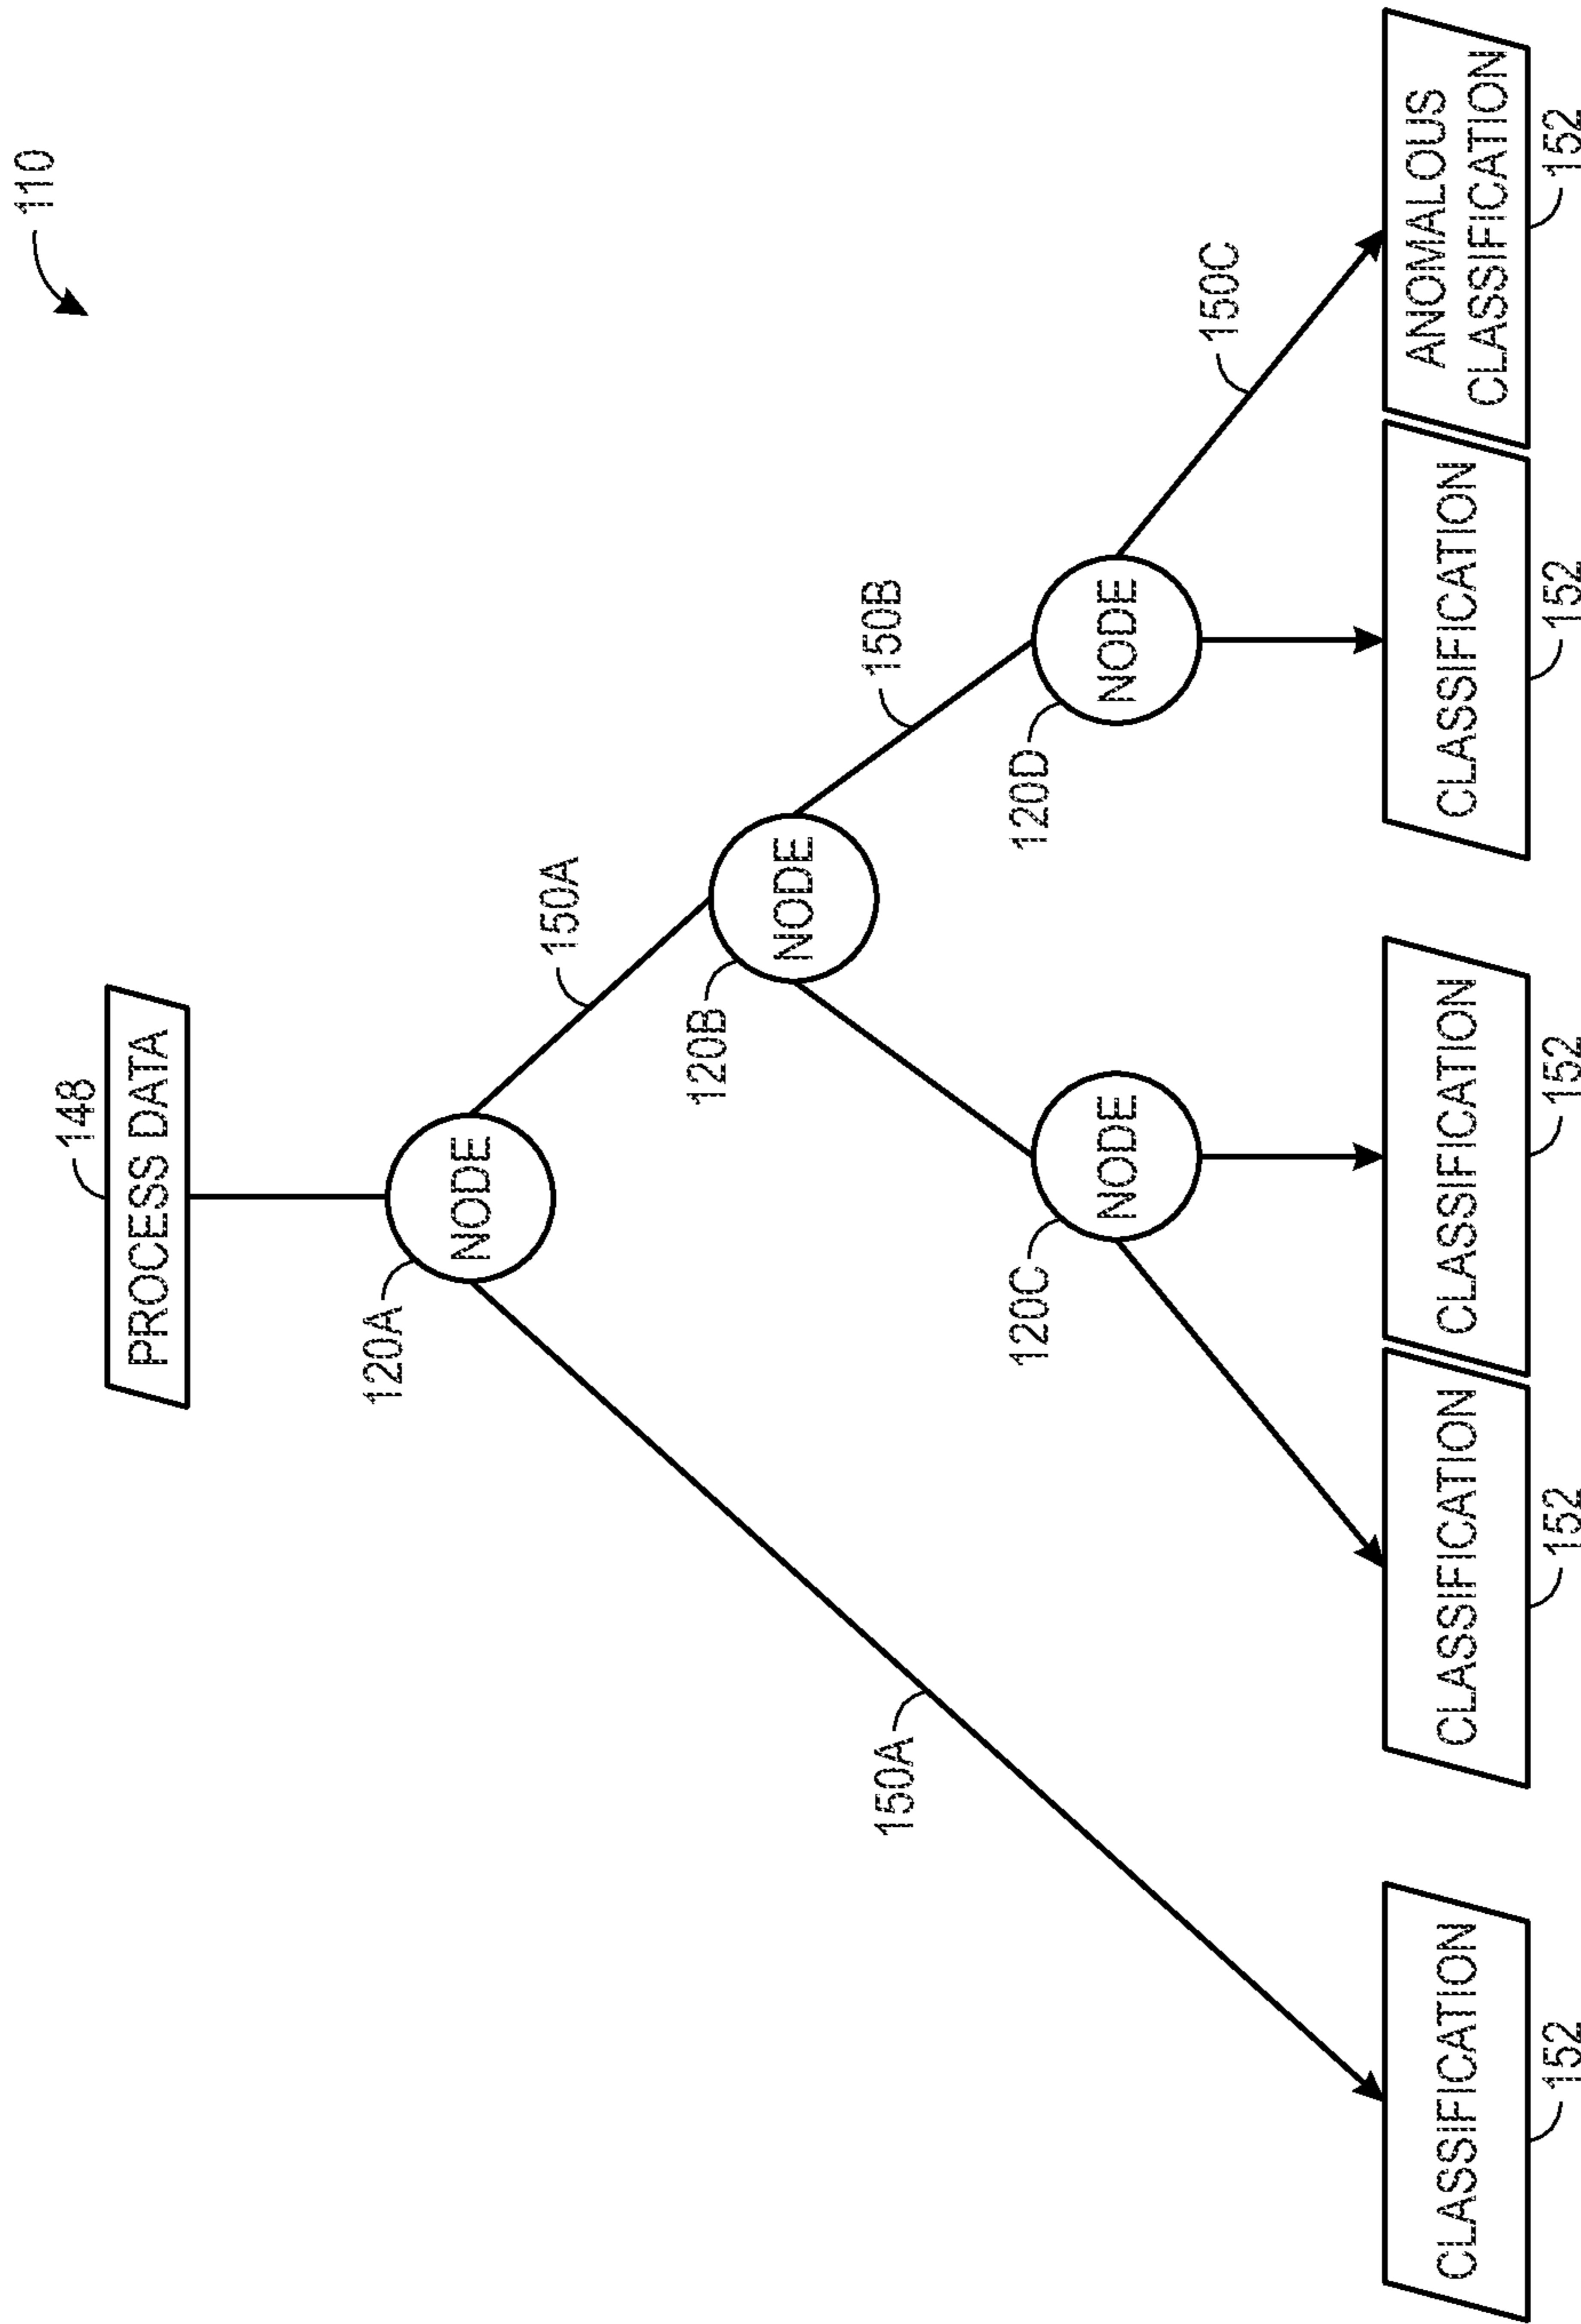 110
148
PROCESS DATA
120A
NODE
150A
150A
120B
NODE
150B
120C
NODE
120D
NODE
150C
CLASSIFICATION
152
CLASSIFICATION
152
CLASSIFICATION
152
CLASSIFICATION
152
ANOMALOUS
CLASSIFICATION
152